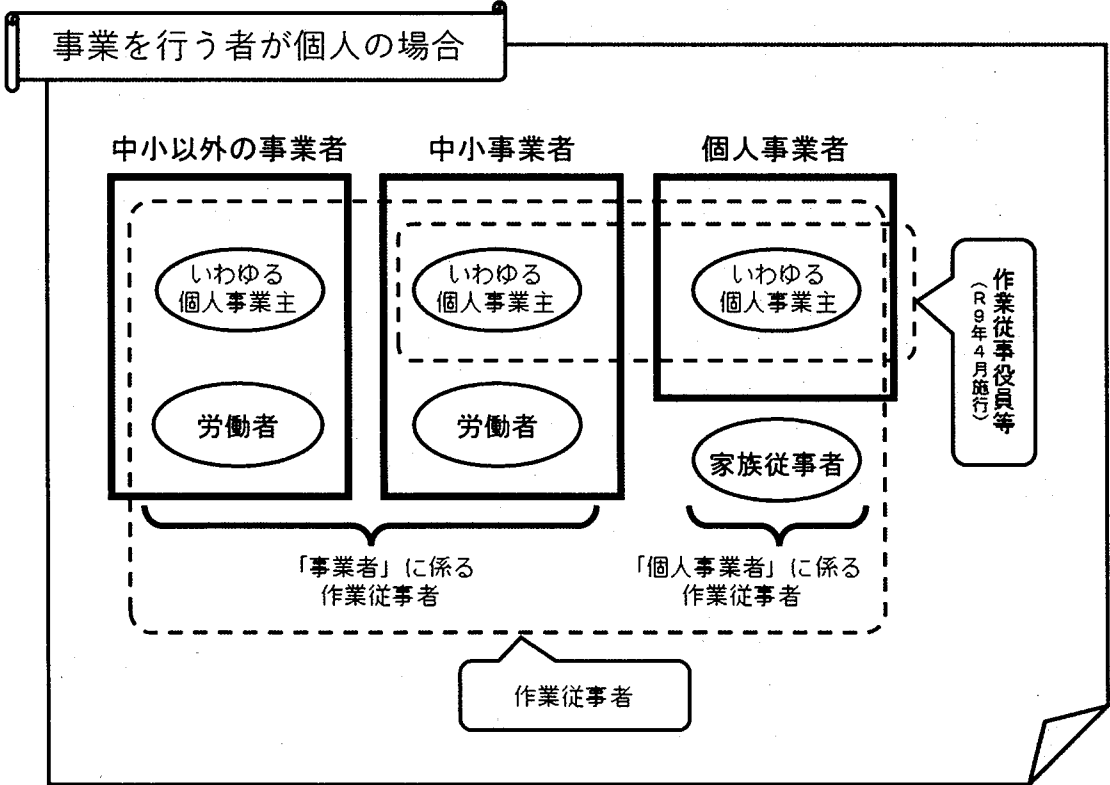 事業を行う者が個人の場合
中小以外の事業者
中小事業者
個人事業者
いわゆる
個人事業主
いわゆる
個人事業主
いわゆる
個人事業主
作業従事役員等
（R9年4月施行）
労働者
労働者
家族従事者
「事業者」に係る
作業従事者
「個人事業者」に係る
作業従事者
作業従事者